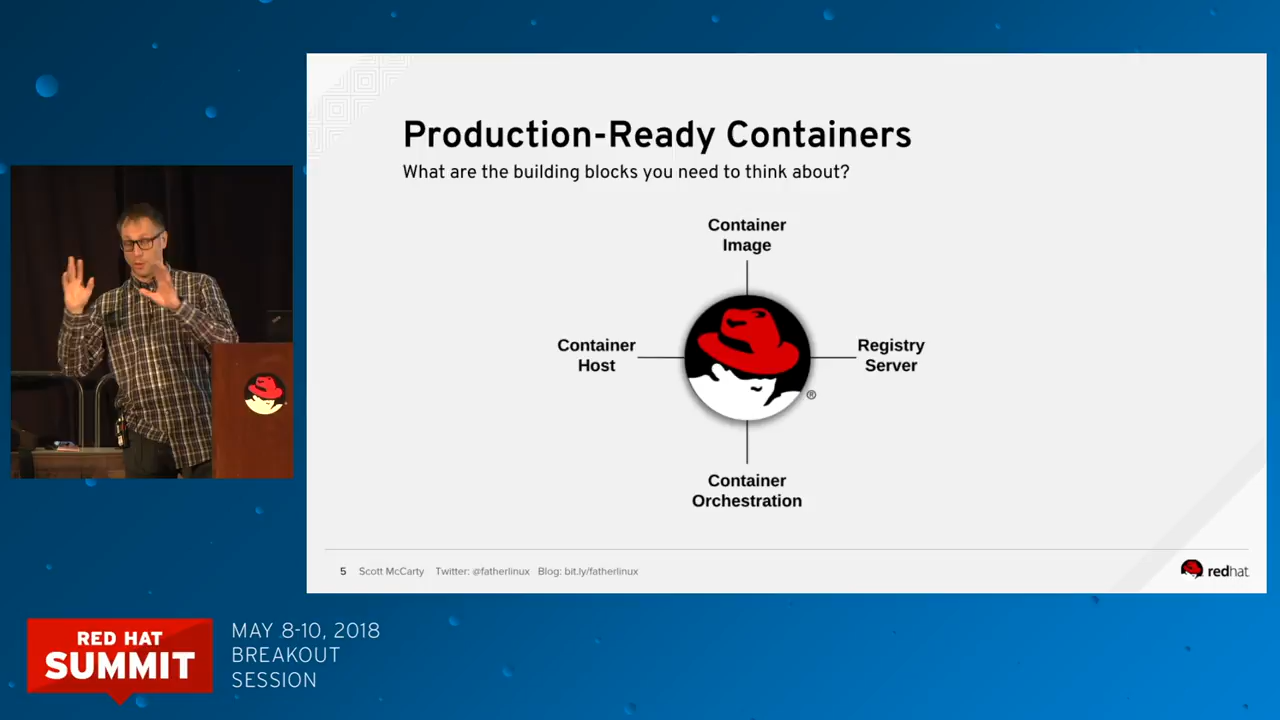 Production-Ready Containers
What are the building blocks you need to think about?
Container
Image
Container
Host
Registry
Server
®
Container
Orchestration
5 Scott McCarty Twitter: @fatherlinux Blog: bit.ly/fatherlinux
redhat
RED HAT
SUMMIT
MAY 8-10, 2018
BREAKOUT
SESSION